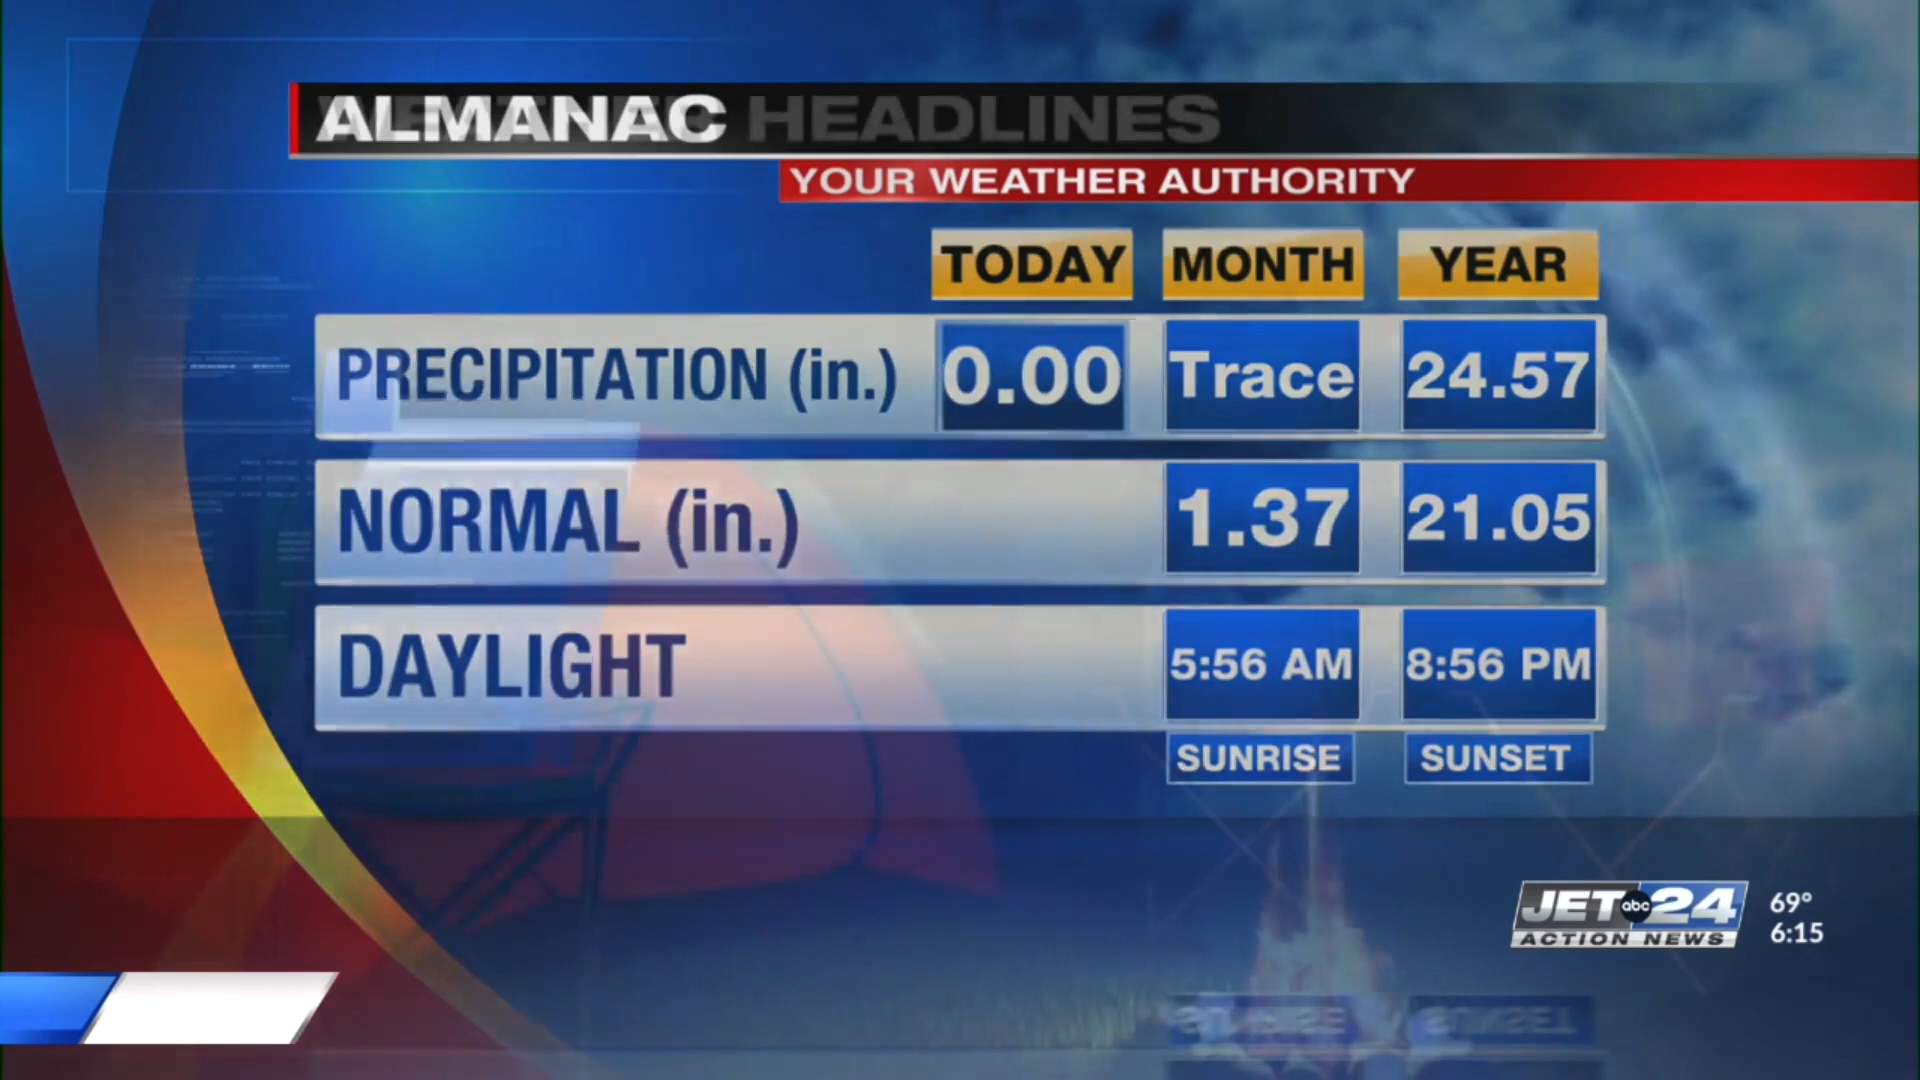 ALMANAC HEADLINES
YOUR WEATHER AUTHORITY
TODAY MONTH YEAR
PRECIPITATION (in.) 0.00 Trace 24.57
NORMAL (in.) 1.37 21.05
DAYLIGHT 5:56 AM 8:56 PM
SUNRISE SUNSET
JET abc 24 69°
ACTION NEWS 6:15